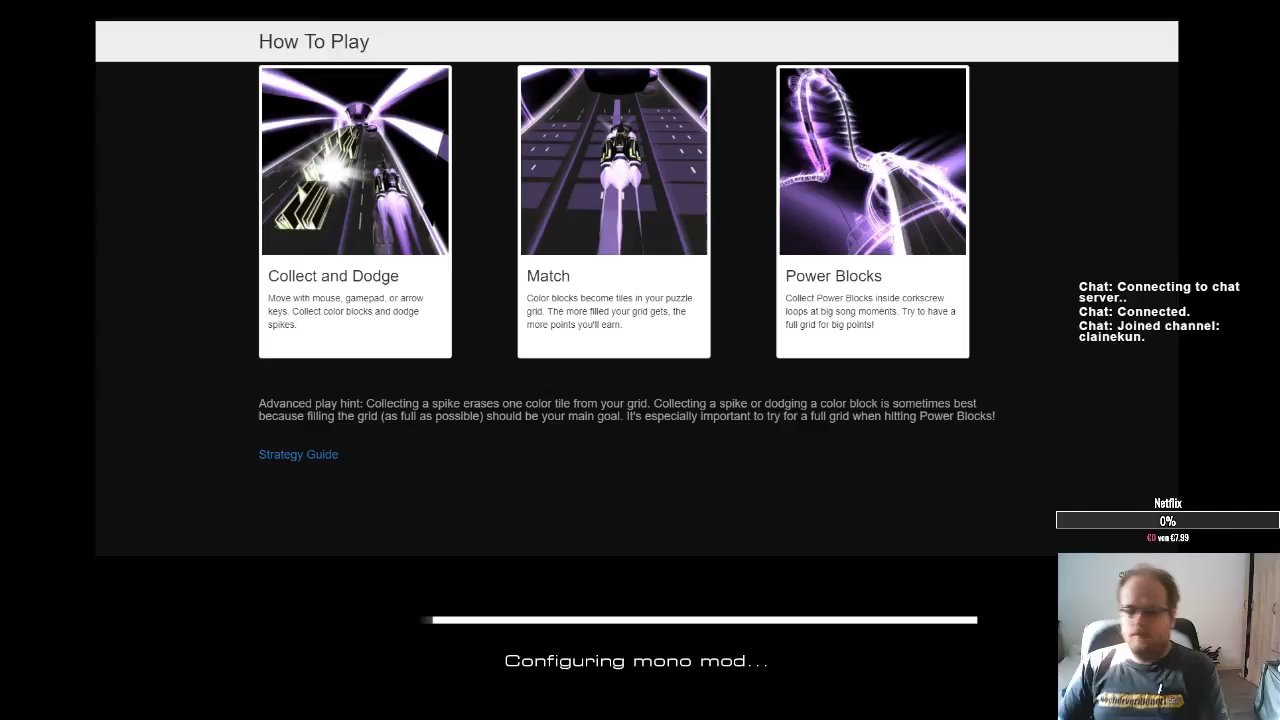 How To Play
Collect and Dodge
Move with mouse, gamepad, or arrow
keys. Collect color blocks and dodge
spikes.
Match
Color blocks become tiles in your puzzle
grid. The more filled your grid gets, the
more points you'll earn.
Power Blocks
Collect Power Blocks inside corkscrew
loops at big song moments. Try to have a
full grid for big points!
Advanced play hint: Collecting a spike erases one color tile from your grid. Collecting a spike or dodging a color block is sometimes best
because filling the grid (as full as possible) should be your main goal. It's especially important to try for a full grid when hitting Power Blocks!
Strategy Guide
Chat: Connecting to chat
server..
Chat: Connected.
Chat: Joined channel:
clainekun.
Netflix
0%
€0 von €7.99
Configuring mono mod...